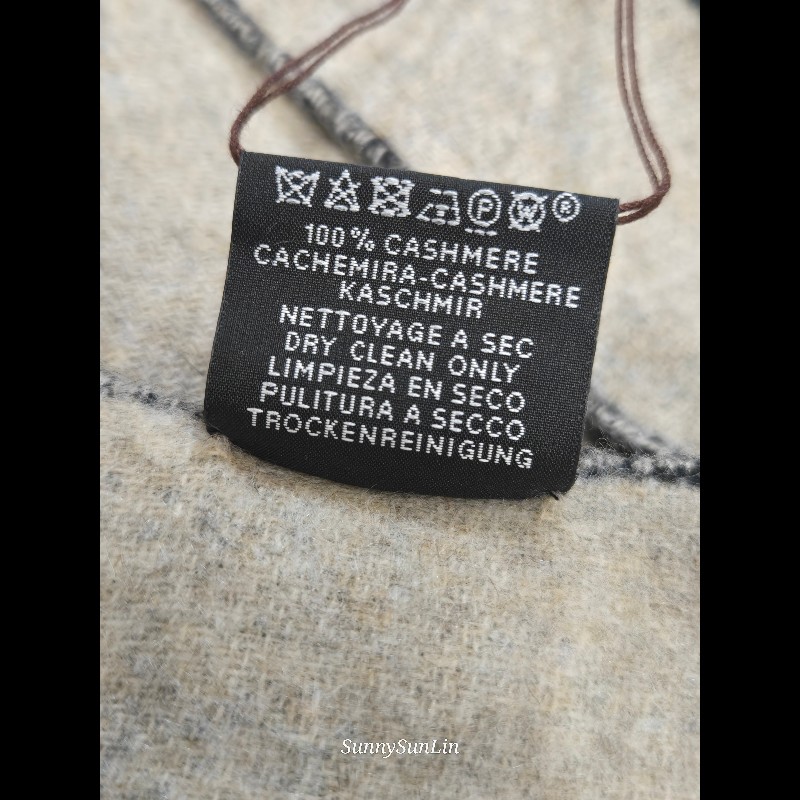 P W ®
100% CASHMERE
CACHEMIRA-CASHMERE
KASCHMIR
NETTOYAGE A SEC
DRY CLEAN ONLY
LIMPIEZA EN SECO
PULITURA A SECCO
TROCKENREINIGUNG
SunnySunLin